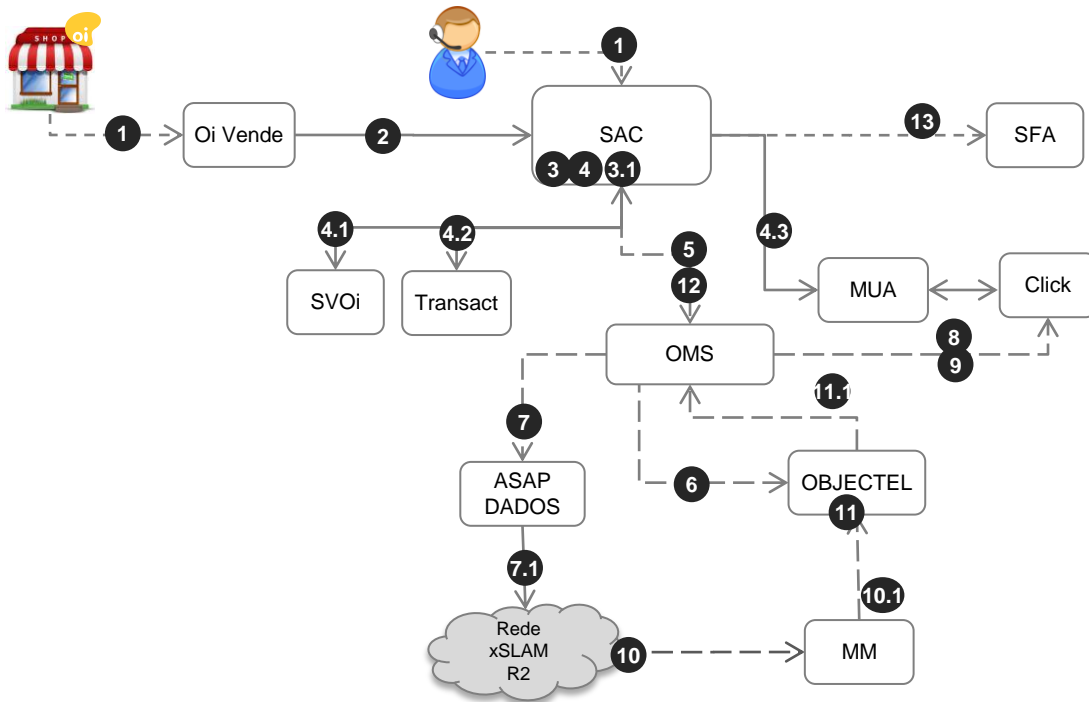 SHOP
oi
1
1
Oi Vende
2
SAC
3
4
3.1
13
SFA
4.1
4.2
4.3
5
12
SVOi
Transact
MUA
Click
OMS
8
9
11.1
7
6
ASAP
DADOS
OBJECTEL
11
7.1
10.1
Rede
xSLAM
R2
10
MM